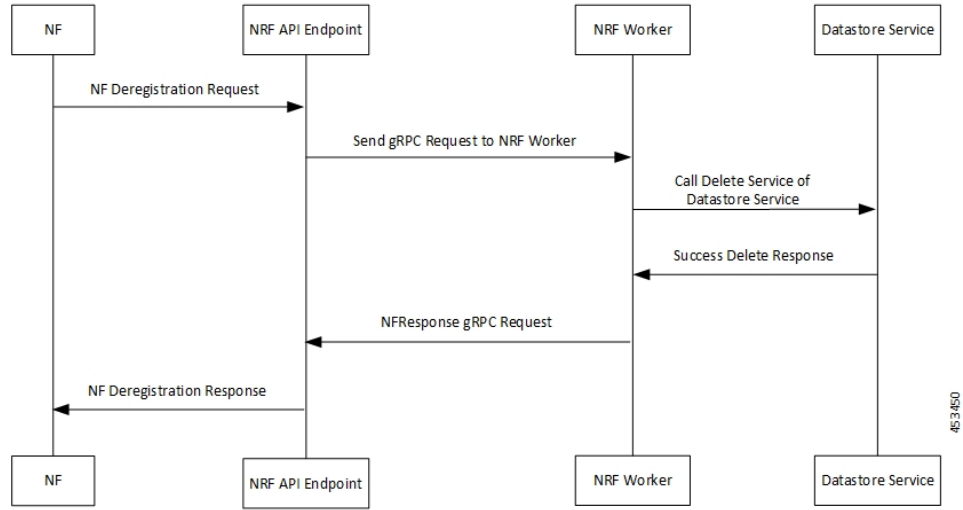 NF
NRF API Endpoint
NRF Worker
Datastore Service
NF Deregistration Request
Send gRPC Request to NRF Worker
Call Delete Service of
Datastore Service
Success Delete Response
NFResponse gRPC Request
NF Deregistration Response
453450
NF
NRF API Endpoint
NRF Worker
Datastore Service